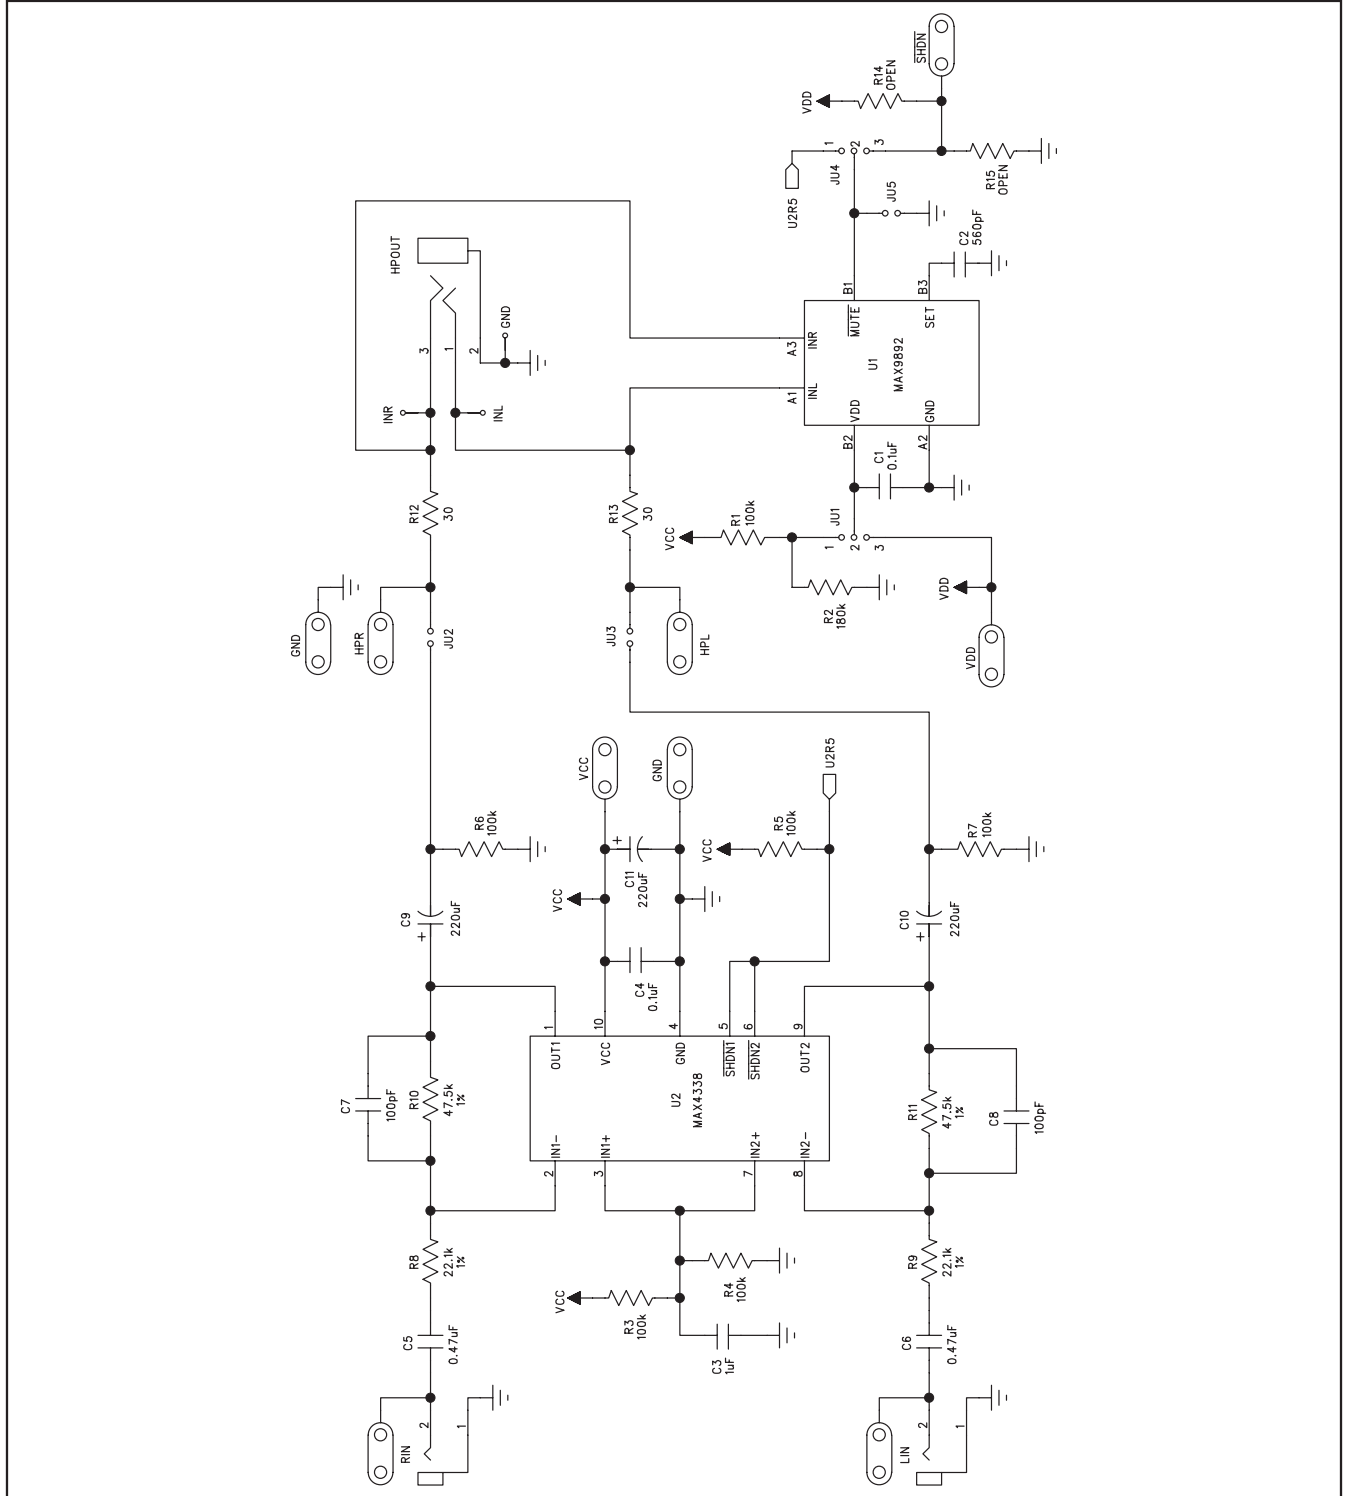 SHDN
R14
OPEN
VDD
1
2
3
JU4
U2R5
R15
OPEN
JU5
C2
560pF
HPOUT
3
1
2
GND
INR
INL
B1
B3
MUTE
SET
A3
INR
A1
INL
U1
MAX9892
VDD
GND
B2
A2
C1
0.1uF
R12
30
R13
30
VCC
R1
100k
JU1
1
2
3
R2
180k
VDD
VDD
GND
HPR
JU2
JU3
HPL
VCC
GND
U2R5
R6
100k
C11
+
220uF
VCC
VCC
R5
100k
R7
100k
C9
+
220uF
C4
0.1uF
C10
+
220uF
1
10
4
5
6
9
OUT1
VCC
GND
SHDN1
SHDN2
OUT2
U2
MAX4338
IN1-
IN1+
IN2+
IN2-
2
3
7
8
C7
100pF
R10
47.5k
1%
R11
47.5k
1%
C8
100pF
R8
22.1k
1%
R9
22.1k
1%
VCC
R3
100k
R4
100k
C3
1uF
C5
0.47uF
C6
0.47uF
RIN
2
1
LIN
2
1